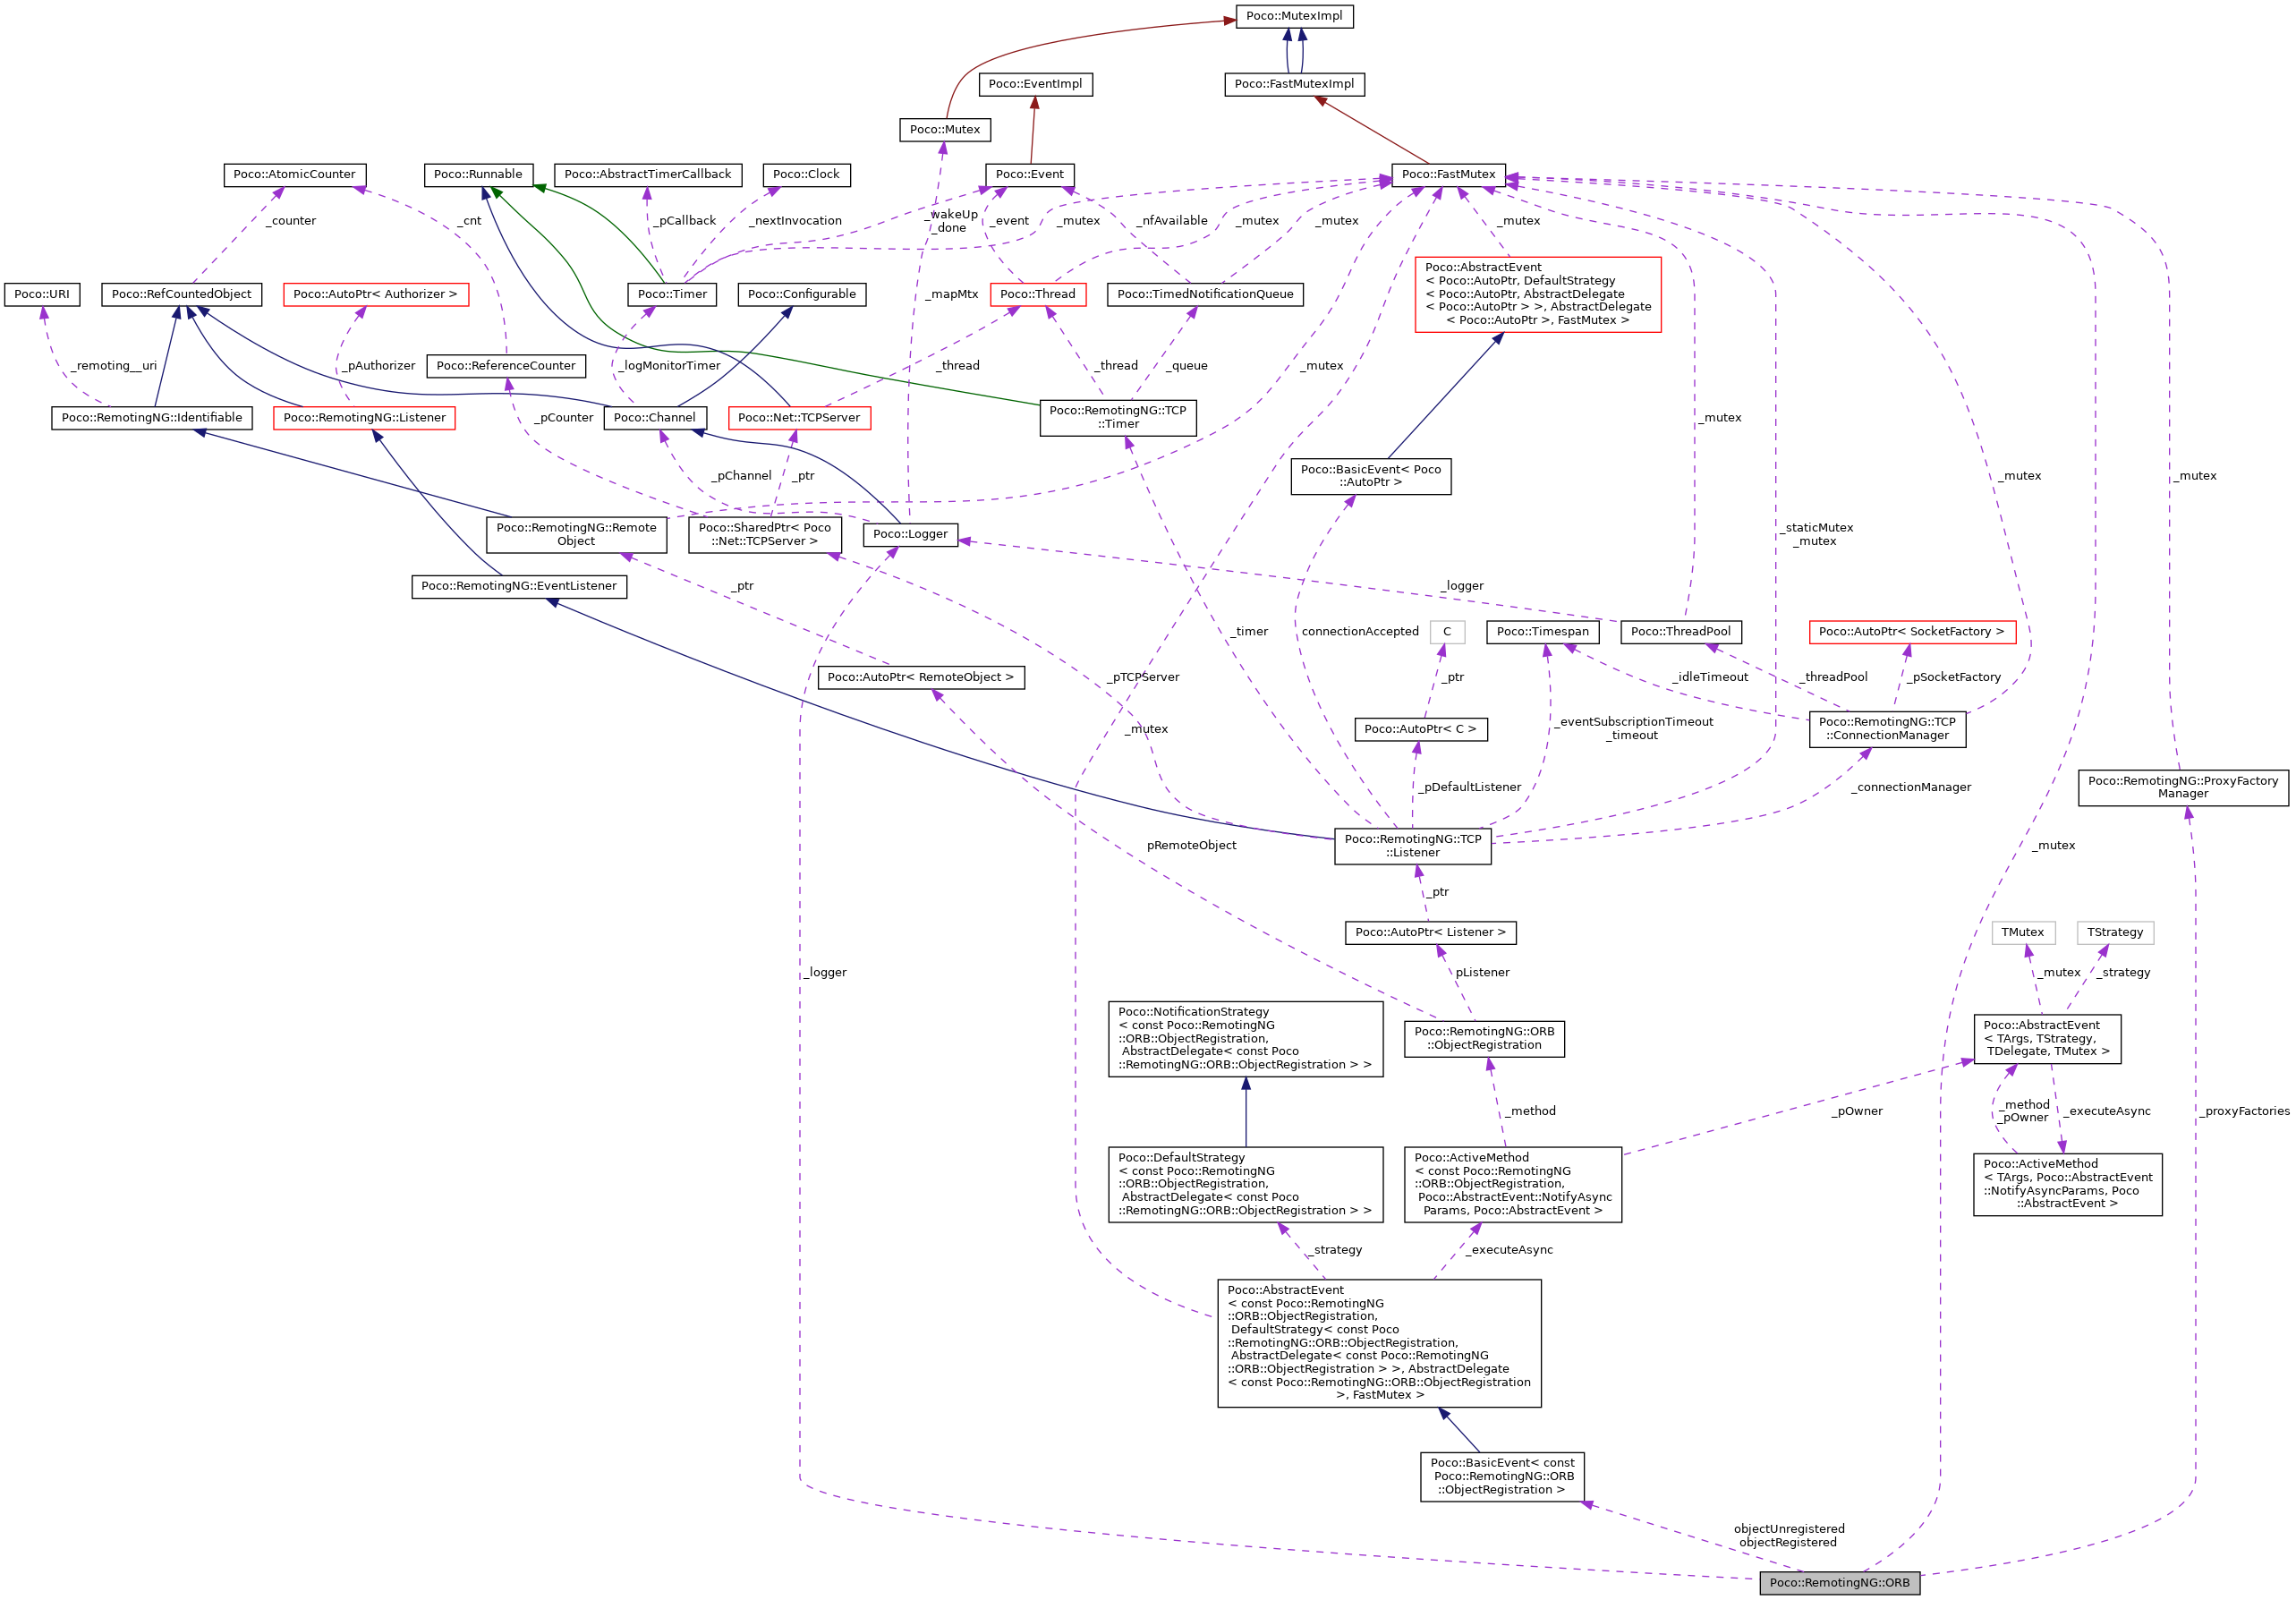 Poco::MutexImpl
Poco::EventImpl
Poco::FastMutexImpl
Poco::Mutex
Poco::AtomicCounter
Poco::Runnable
Poco::AbstractTimerCallback
Poco::Clock
Poco::Event
Poco::FastMutex
_counter
_cnt
_pCallback
_nextInvocation
_wakeUp
_done
_event
_mutex
_nfAvailable
_mutex
_mutex
_mutex
Poco::URI
Poco::RefCountedObject
Poco::AutoPtr< Authorizer >
Poco::Timer
Poco::Configurable
_mapMtx
Poco::Thread
Poco::TimedNotificationQueue
Poco::AbstractEvent
< Poco::AutoPtr, DefaultStrategy
< Poco::AutoPtr, AbstractDelegate
< Poco::AutoPtr > >, AbstractDelegate
< Poco::AutoPtr >, FastMutex >
_remoting__uri
_pAuthorizer
Poco::ReferenceCounter
_logMonitorTimer
_thread
_thread
_queue
_mutex
Poco::RemotingNG::Identifiable
Poco::RemotingNG::Listener
_pCounter
Poco::Channel
Poco::Net::TCPServer
Poco::RemotingNG::TCP
::Timer
_mutex
_pChannel
_ptr
Poco::BasicEvent< Poco
::AutoPtr >
_mutex
_mutex
Poco::RemotingNG::Remote
Object
Poco::SharedPtr< Poco
::Net::TCPServer >
Poco::Logger
_staticMutex
_mutex
Poco::RemotingNG::EventListener
_ptr
_logger
_timer
connectionAccepted
C
Poco::Timespan
Poco::ThreadPool
Poco::AutoPtr< SocketFactory >
Poco::AutoPtr< RemoteObject >
_pTCPServer
_ptr
_idleTimeout
_threadPool
_pSocketFactory
_mutex
Poco::AutoPtr< C >
_eventSubscriptionTimeout
_timeout
Poco::RemotingNG::TCP
::ConnectionManager
_pDefaultListener
_connectionManager
Poco::RemotingNG::ProxyFactory
Manager
pRemoteObject
Poco::RemotingNG::TCP
::Listener
_mutex
_ptr
Poco::AutoPtr< Listener >
TMutex
TStrategy
_logger
pListener
_mutex
_strategy
Poco::NotificationStrategy
< const Poco::RemotingNG
::ORB::ObjectRegistration,
AbstractDelegate< const Poco
::RemotingNG::ORB::ObjectRegistration > >
Poco::RemotingNG::ORB
::ObjectRegistration
Poco::AbstractEvent
< TArgs, TStrategy,
TDelegate, TMutex >
_method
_pOwner
_method
_pOwner
_executeAsync
_proxyFactories
Poco::DefaultStrategy
< const Poco::RemotingNG
::ORB::ObjectRegistration,
AbstractDelegate< const Poco
::RemotingNG::ORB::ObjectRegistration > >
Poco::ActiveMethod
< const Poco::RemotingNG
::ORB::ObjectRegistration,
Poco::AbstractEvent::NotifyAsync
Params, Poco::AbstractEvent >
Poco::ActiveMethod
< TArgs, Poco::AbstractEvent
::NotifyAsyncParams, Poco
::AbstractEvent >
_strategy
_executeAsync
Poco::AbstractEvent
< const Poco::RemotingNG
::ORB::ObjectRegistration,
DefaultStrategy< const Poco
::RemotingNG::ORB::ObjectRegistration,
AbstractDelegate< const Poco::RemotingNG
::ORB::ObjectRegistration > >, AbstractDelegate
< const Poco::RemotingNG::ORB::ObjectRegistration
>, FastMutex >
Poco::BasicEvent< const
Poco::RemotingNG::ORB
::ObjectRegistration >
objectUnregistered
objectRegistered
Poco::RemotingNG::ORB